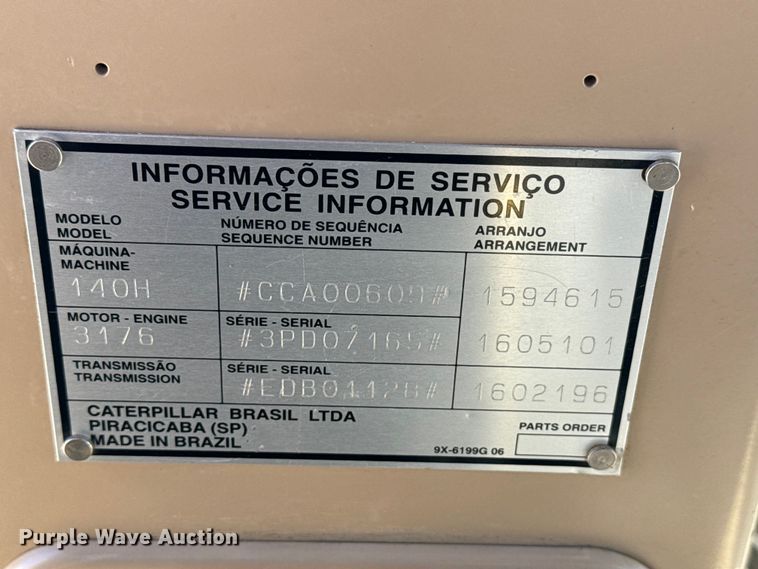 INFORMAÇÕES DE SERVIÇO
SERVICE INFORMATION
MODELO
MODEL
NÚMERO DE SEQUÊNCIA
SEQUENCE NUMBER
ARRANJO
ARRANGEMENT
MÁQUINA-
MACHINE
140H
1594615
MOTOR - ENGINE
3176
SÉRIE - SERIAL
#3PD07165#
1605101
TRANSMISSÃO
TRANSMISSION
SÉRIE - SERIAL
1602196
CATERPILLAR BRASIL LTDA
PIRACICABA (SP)
MADE IN BRAZIL
9X-6199G 06
PARTS ORDER
Purple Wave Auction